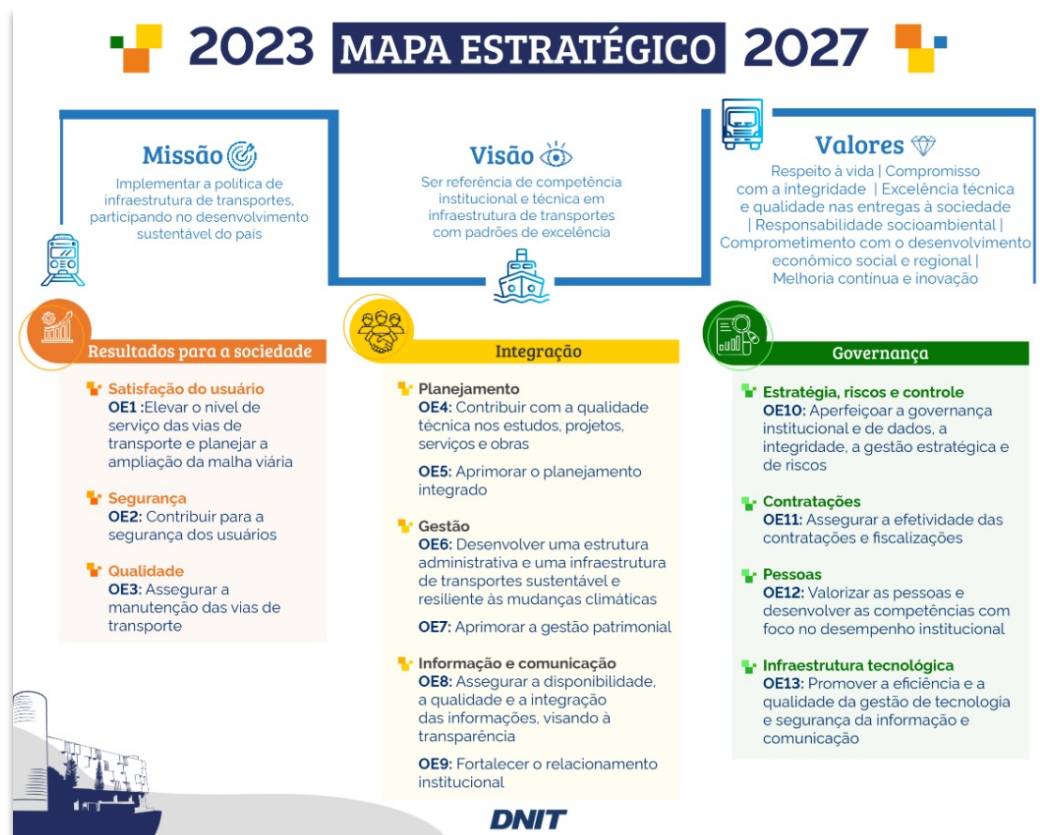 2023 MAPA ESTRATÉGICO 2027
Missão
Implementar a política de
infraestrutura de transportes,
participando no desenvolvimento
sustentável do país
Visão
Ser referência de competência
institucional e técnica em
infraestrutura de transportes
com padrões de excelência
Valores
Respeito à vida | Compromisso
com a integridade | Excelência técnica
e qualidade nas entregas à sociedade
| Responsabilidade socioambiental |
Comprometimento com o desenvolvimento
econômico social e regional |
Melhoria contínua e inovação
Resultados para a sociedade
Satisfação do usuário
OE1 :Elevar o nível de
serviço das vias de
transporte e planejar a
ampliação da malha viária
Segurança
OE2: Contribuir para a
segurança dos usuários
Qualidade
OE3: Assegurar a
manutenção das vias de
transporte
Integração
Planejamento
OE4: Contribuir com a qualidade
técnica nos estudos, projetos,
serviços e obras
OE5: Aprimorar o planejamento
integrado
Gestão
OE6: Desenvolver uma estrutura
administrativa e uma infraestrutura
de transportes sustentável e
resiliente às mudanças climáticas
OE7: Aprimorar a gestão patrimonial
Informação e comunicação
OE8: Assegurar a disponibilidade,
a qualidade e a integração
das informações, visando à
transparência
OE9: Fortalecer o relacionamento
institucional
Governança
Estratégia, riscos e controle
OE10: Aperfeiçoar a governança
institucional e de dados, a
integridade, a gestão estratégica e
de riscos
Contratações
OE11: Assegurar a efetividade das
contratações e fiscalizações
Pessoas
OE12: Valorizar as pessoas e
desenvolver as competências com
foco no desempenho institucional
Infraestrutura tecnológica
OE13: Promover a eficiência e a
qualidade da gestão de tecnologia
e segurança da informação e
comunicação
DNIT